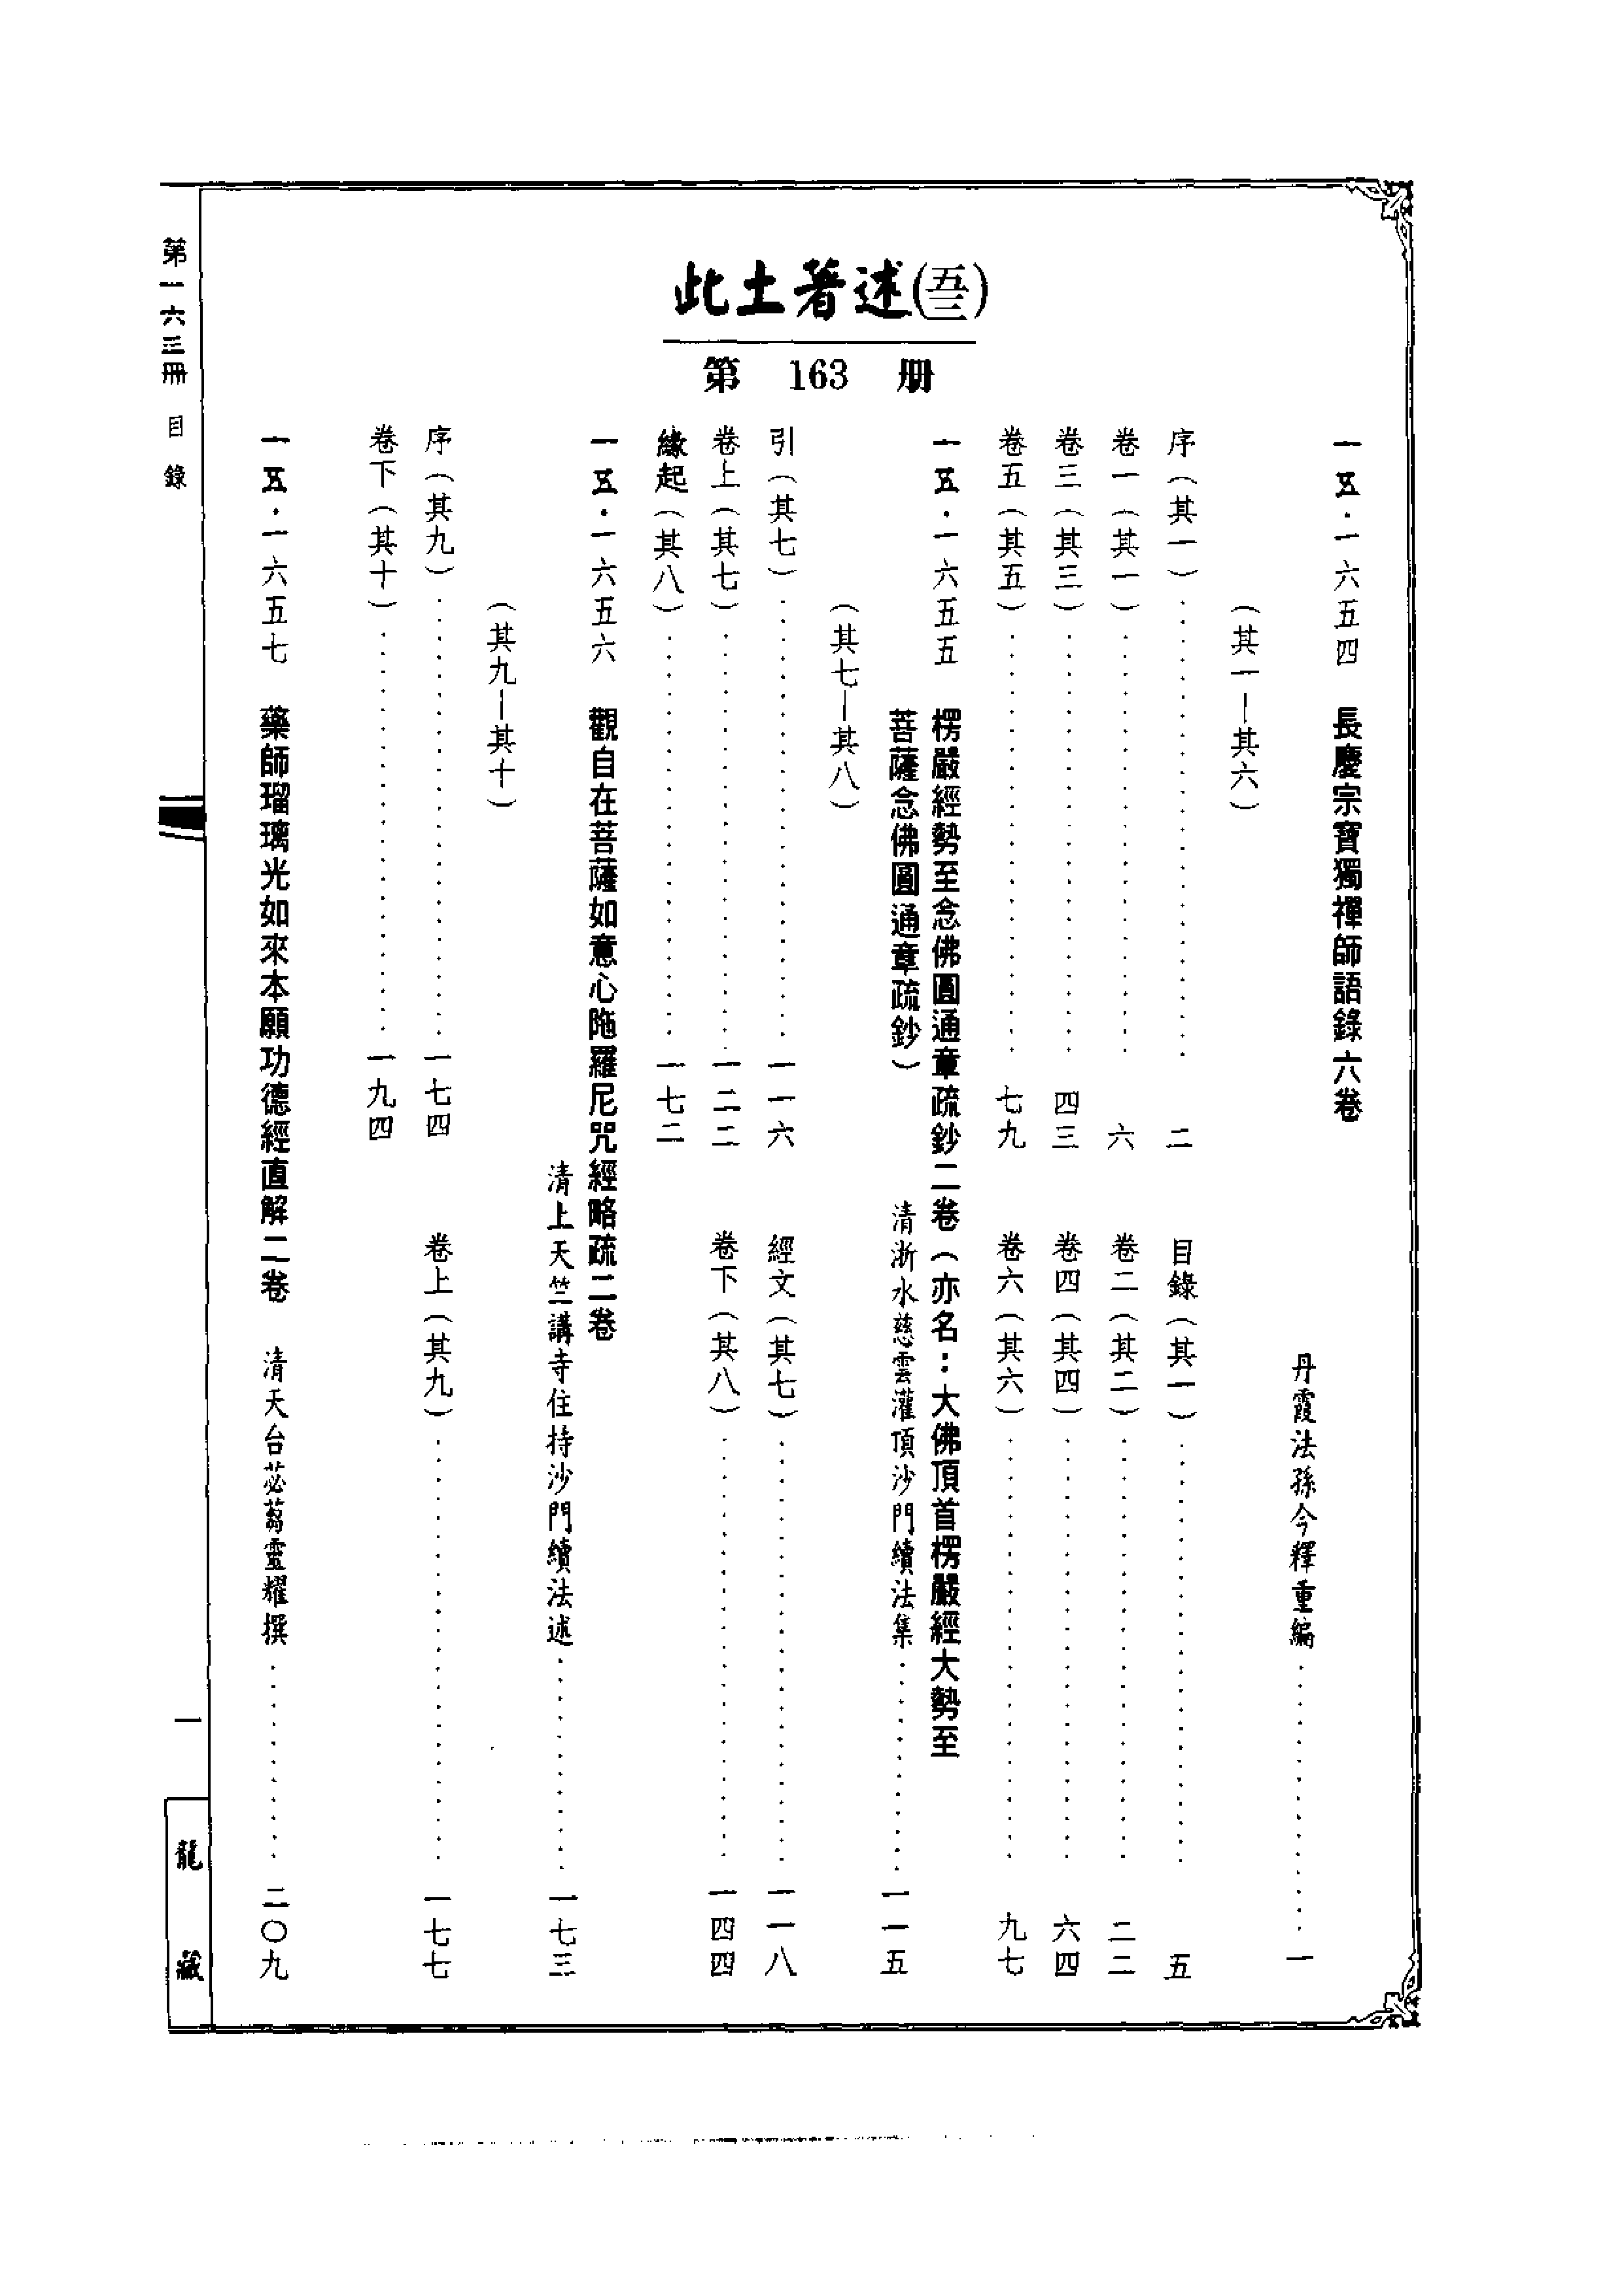 此土著述(五三)
第 163 册
一五·一六五四 長慶宗寶獨禪師語錄六卷
丹霞法孫今釋重編……一
(其一—其六)
序(其一)……二 目錄(其一)……五
卷一(其一)……六 卷二(其二)……二二
卷三(其三)……四三 卷四(其四)……六四
卷五(其五)……七九 卷六(其六)……九七
一五·一六五五 楞嚴經勢至念佛圓通章疏鈔二卷(亦名:大佛頂首楞嚴經大勢至
菩薩念佛圓通章疏鈔) 清浙水慈雲灌頂沙門續法集……一一五
(其七—其八)
引(其七)……一一六 經文(其七)……一一八
卷上(其七)……一二二 卷下(其八)……一四四
緣起(其八)……一七二
一五·一六五六 觀自在菩薩如意心陁羅尼咒經略疏二卷
清上天竺講寺住持沙門續法述……一七三
(其九—其十)
序(其九)……一七四 卷上(其九)……一七七
卷下(其十)……一九四
一五·一六五七 藥師瑠璃光如來本願功德經直解二卷 清天台苾蒭靈耀撰……二〇九
第一六三冊 目錄
一
龍藏